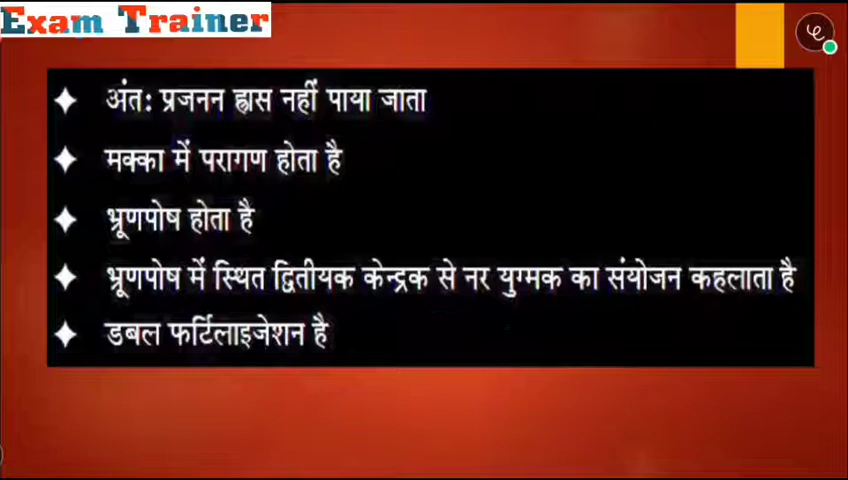 Exam Trainer
अंत: प्रजनन ह्रास नहीं पाया जाता
मक्का में परागण होता है
भ्रूणपोष होता है
भ्रूणपोष में स्थित द्वितीयक केन्द्रक से नर युग्मक का संयोजन कहलाता है
डबल फर्टिलाइजेशन है